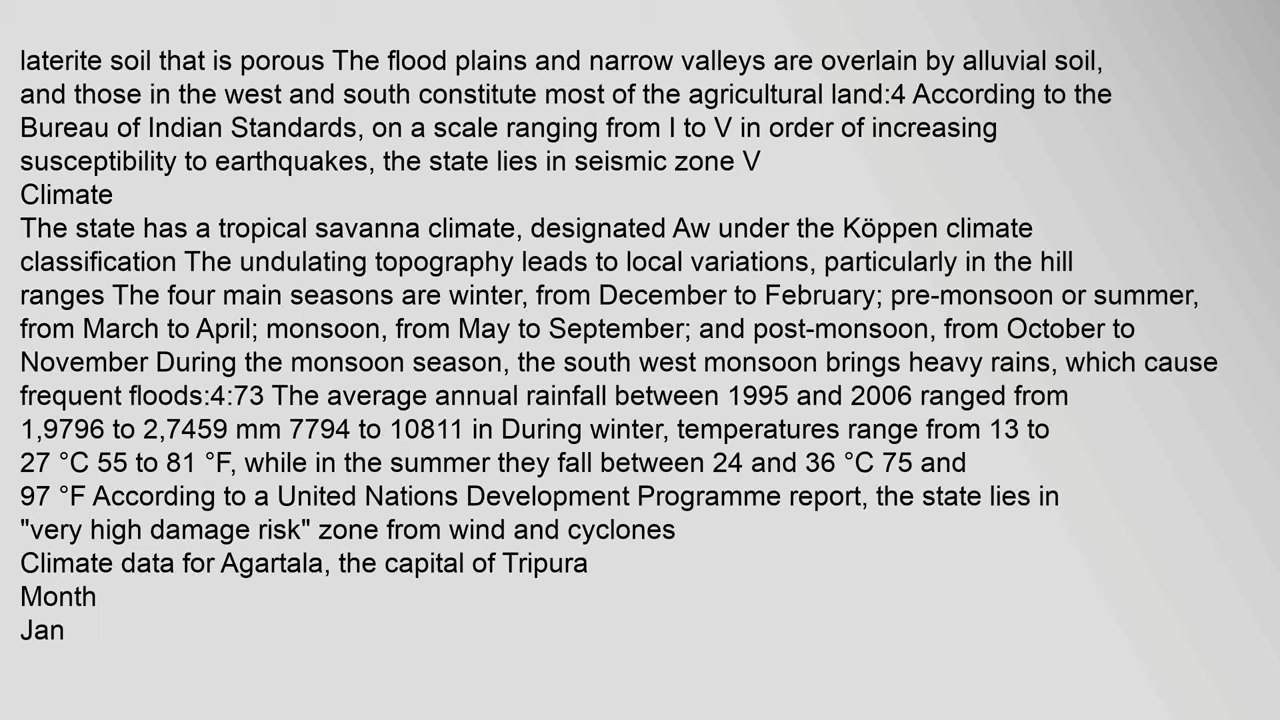 laterite soil that is porous The flood plains and narrow valleys are overlain by alluvial soil,
and those in the west and south constitute most of the agricultural land:4 According to the
Bureau of Indian Standards, on a scale ranging from I to V in order of increasing
susceptibility to earthquakes, the state lies in seismic zone V
Climate
The state has a tropical savanna climate, designated Aw under the Köppen climate
classification The undulating topography leads to local variations, particularly in the hill
ranges The four main seasons are winter, from December to February; pre-monsoon or summer,
from March to April; monsoon, from May to September; and post-monsoon, from October to
November During the monsoon season, the south west monsoon brings heavy rains, which cause
frequent floods:4:73 The average annual rainfall between 1995 and 2006 ranged from
1,9796 to 2,7459 mm 7794 to 10811 in During winter, temperatures range from 13 to
27 °C 55 to 81 °F, while in the summer they fall between 24 and 36 °C 75 and
97 °F According to a United Nations Development Programme report, the state lies in
"very high damage risk" zone from wind and cyclones
Climate data for Agartala, the capital of Tripura
Month
Jan